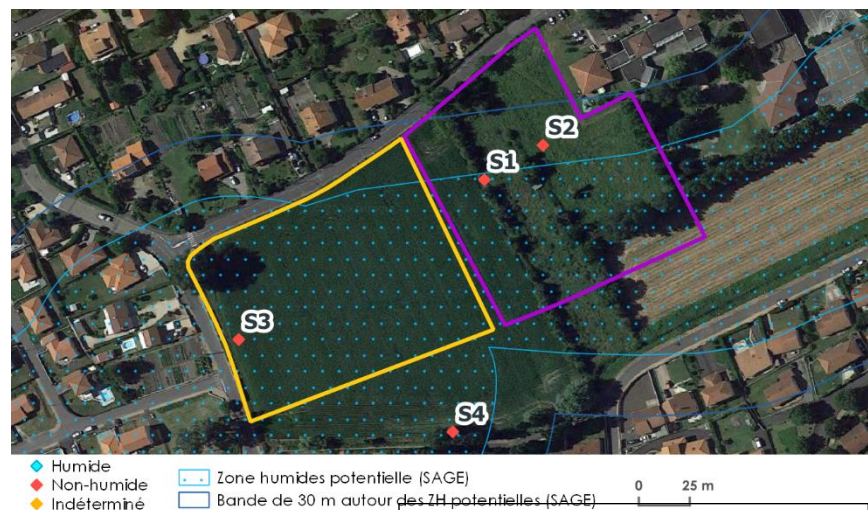 S2
S1
S3
S4
Humide
Non-humide
Indéterminé
Zone humides potentielle (SAGE)
Bande de 30 m autour des ZH potentielles (SAGE)
0 25 m